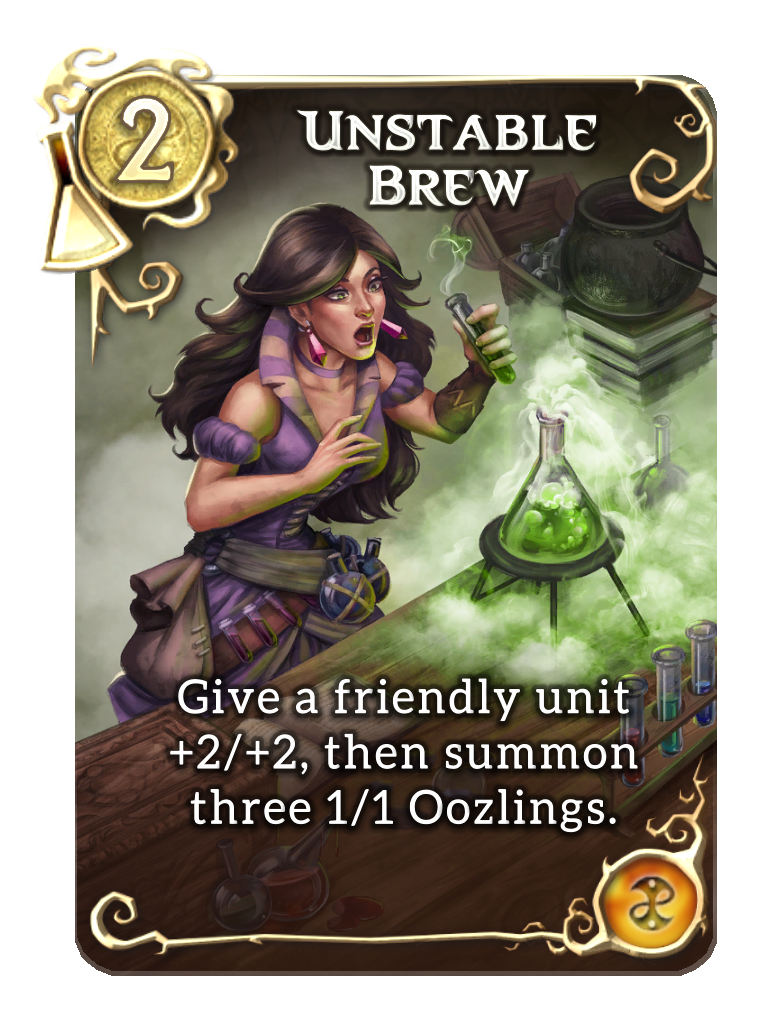 2
Unstable
Brew
Give a friendly unit
+2/+2, then summon
three 1/1 Oozlings.